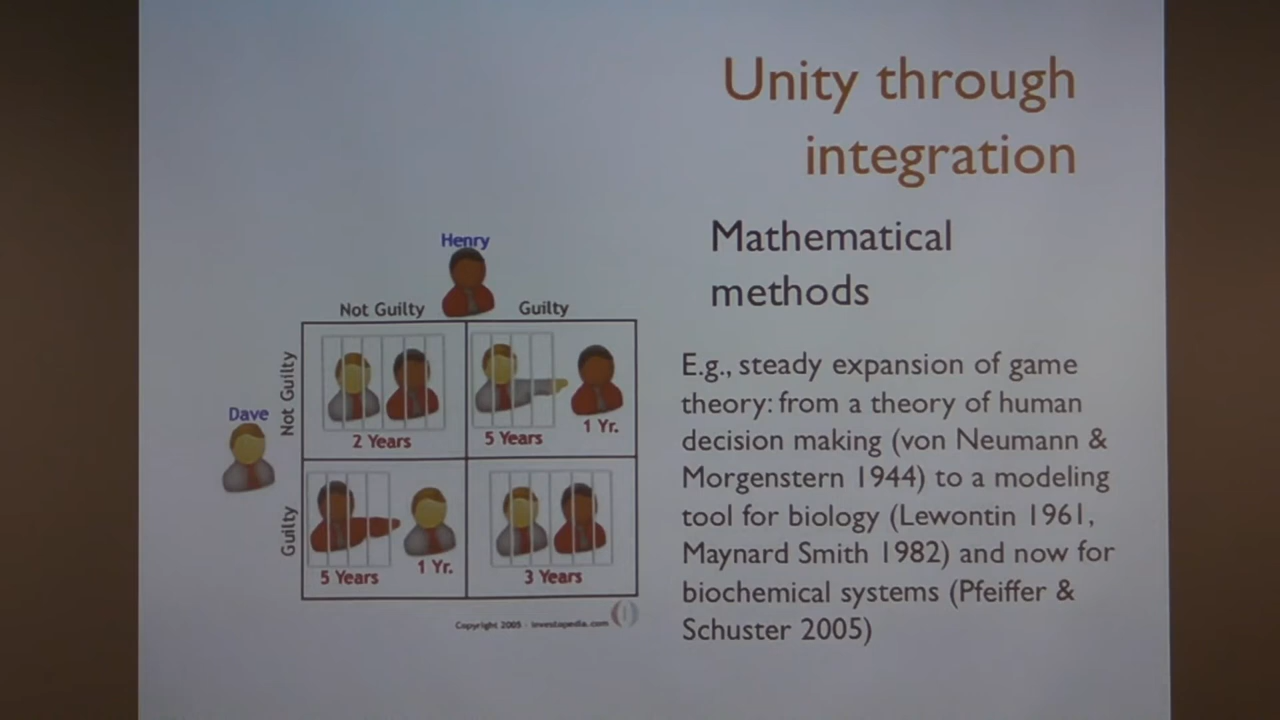 Unity through
integration
Mathematical
methods
E.g., steady expansion of game
theory: from a theory of human
decision making (von Neumann &
Morgenstern 1944) to a modeling
tool for biology (Lewontin 1961,
Maynard Smith 1982) and now for
biochemical systems (Pfeiffer &
Schuster 2005)
Henry
Not Guilty
Guilty
Dave
Not Guilty
Guilty
2 Years
5 Years
1 Yr.
5 Years
1 Yr.
3 Years
Copyright 2005 - Investopedia.com